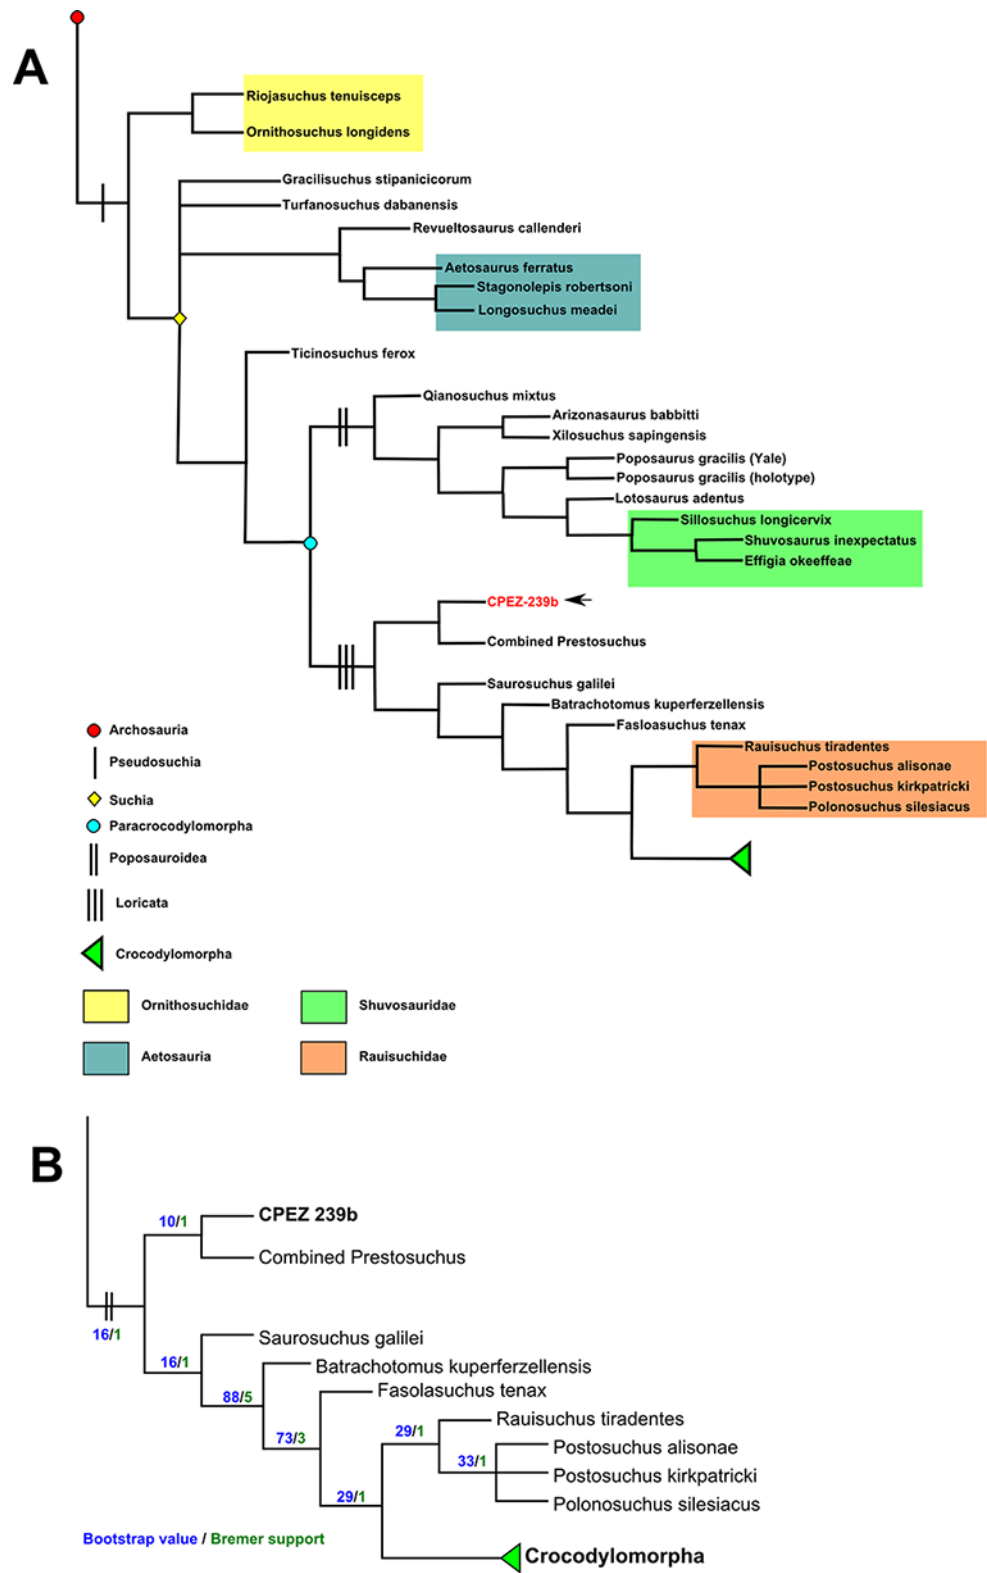 A
Riojasuchus tenuisceps
Ornithosuchus longidens
Gracilisuchus stipanicicorum
Turfanosuchus dabanensis
Revueltosaurus callenderi
Aetosaurus ferratus
Stagonolepis robertsoni
Longosuchus meadei
Ticinosuchus ferox
Qianosuchus mixtus
Arizonasaurus babbitti
Xilosuchus sapingensis
Poposaurus gracilis (Yale)
Poposaurus gracilis (holotype)
Lotosaurus adentus
Sillosuchus longicervix
Shuvosaurus inexpectatus
Effigia okeeffeae
CPEZ-239b
Combined Prestosuchus
Saurosuchus galilei
Batrachotomus kuperferzellensis
Fasloasuchus tenax
Rauisuchus tiradentes
Postosuchus alisonae
Postosuchus kirkpatricki
Polonosuchus silesiacus
Archosauria
Pseudosuchia
Suchia
Paracrocodylomorpha
Poposauroidea
Loricata
Crocodylomorpha
Ornithosuchidae
Shuvosauridae
Aetosauria
Rauisuchidae
B
10/1
CPEZ 239b
Combined Prestosuchus
16/1
Saurosuchus galilei
16/1
Batrachotomus kuperferzellensis
88/5
Fasolasuchus tenax
73/3
29/1
Rauisuchus tiradentes
33/1
Postosuchus alisonae
Postosuchus kirkpatricki
Polonosuchus silesiacus
29/1
Bootstrap value / Bremer support
Crocodylomorpha